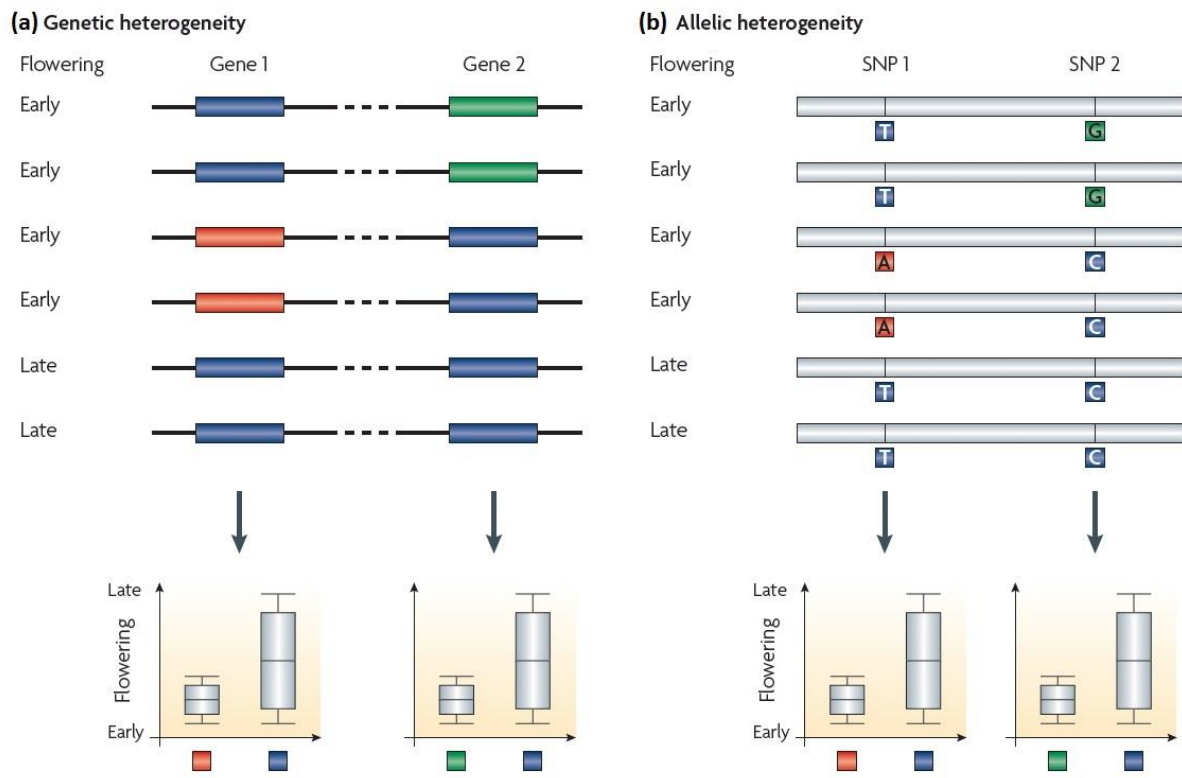 (a) Genetic heterogeneity
Flowering Gene 1 Gene 2
Early
Early
Early
Early
Late
Late
Late
Flowering
Early
Late
Flowering
Early
(b) Allelic heterogeneity
Flowering SNP 1 SNP 2
Early
T G
Early
T G
Early
A C
Early
A C
Late
T C
Late
T C